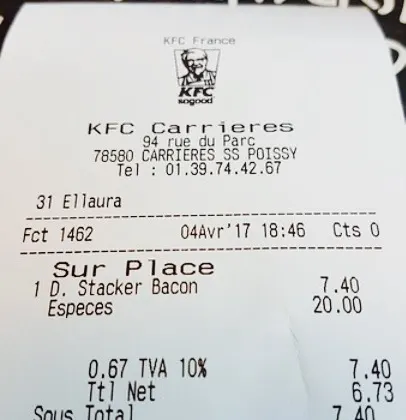 KFC France
KFC
sogood
KFC Carrieres
94 rue du Parc
78580 CARRIERES SS POISSY
Tel : 01.39.74.42.67
31 Ellaura
Fct 1462 04Avr'17 18:46 Cts 0
Sur Place
1 D. Stacker Bacon 7.40
Especes 20.00
0.67 TVA 10% 7.40
Ttl Net 6.73
Sous Total 7.40